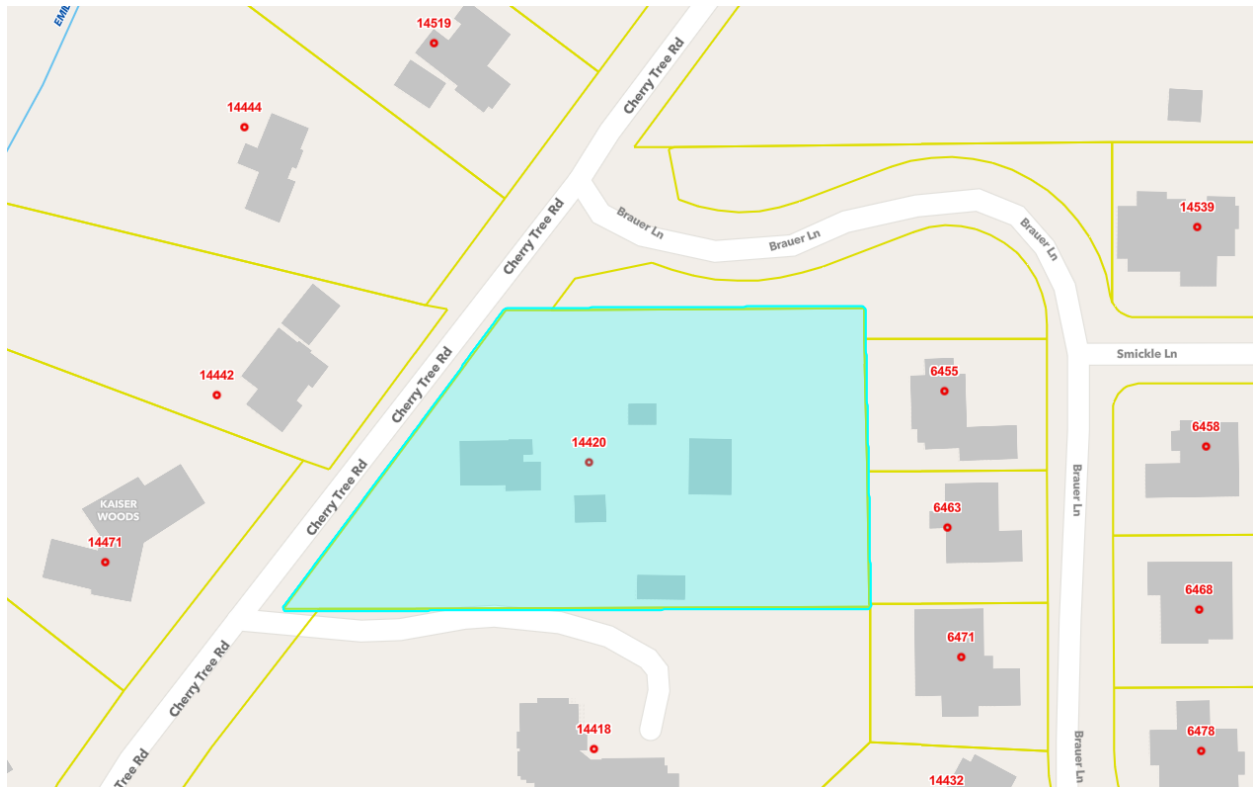 EMIL
14519
Cherry Tree Rd
14444
Cherry Tree Rd
Brauer Ln
Brauer Ln
Brauer Ln
14539
Cherry Tree Rd
14442
Smickle Ln
6455
6458
14420
Cherry Tree Rd
KAISER
WOODS
14471
6463
Brauer Ln
6468
6471
Cherry Tree Rd
14418
6478
Brauer Ln
Tree Rd
14432